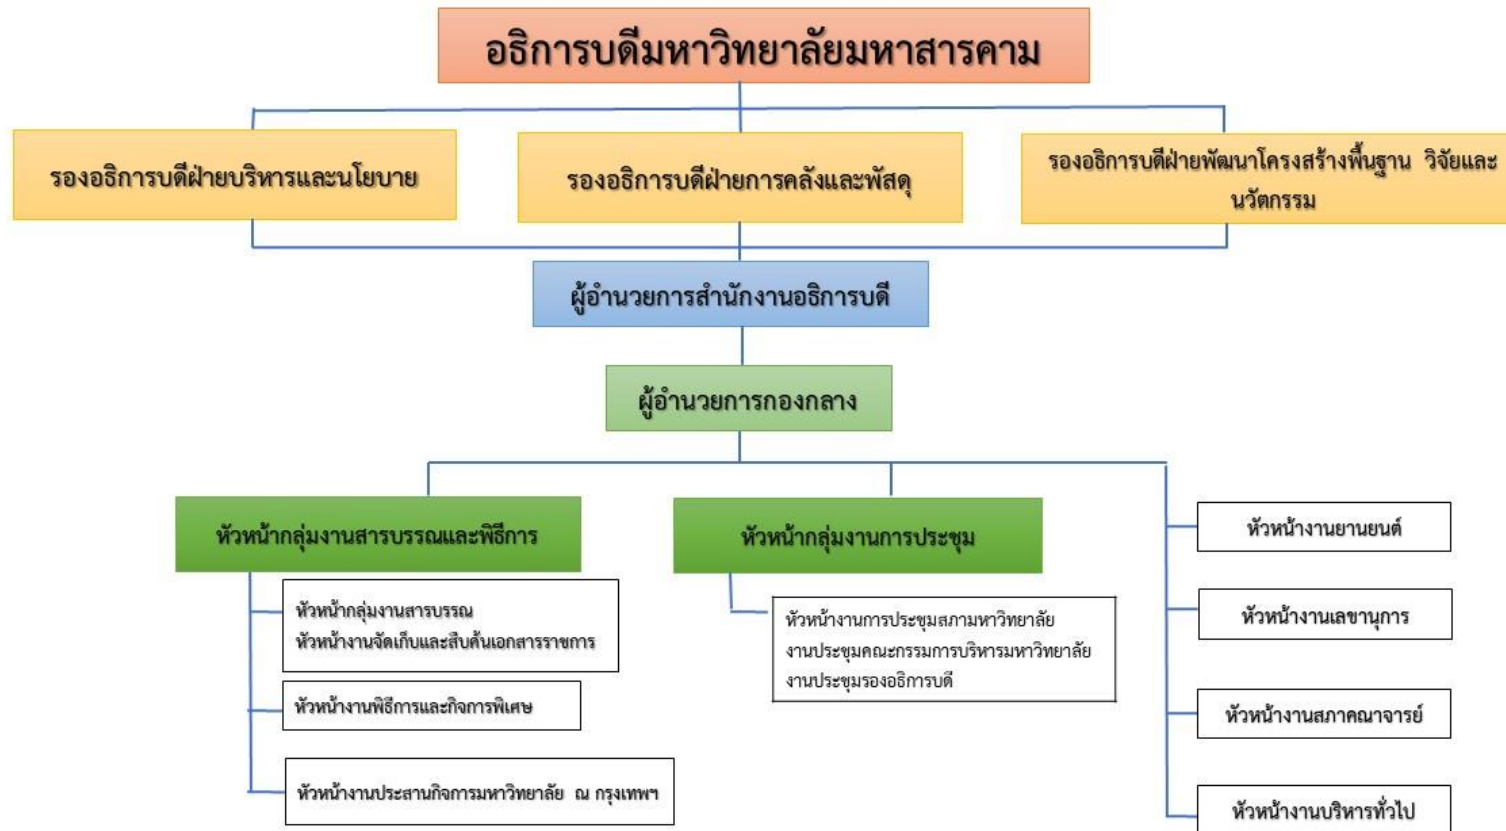 อธิการบดีมหาวิทยาลัยมหาสารคาม
รองอธิการบดีฝ่ายบริหารและนโยบาย
รองอธิการบดีฝ่ายการคลังและพัสดุ
รองอธิการบดีฝ่ายพัฒนาโครงสร้างพื้นฐาน วิจัยและ
นวัตกรรม
ผู้อำนวยการสำนักงานอธิการบดี
ผู้อำนวยการกองกลาง
หัวหน้ากลุ่มงานสารบรรณและพิธีการ
หัวหน้ากลุ่มงานสารบรรณ
หัวหน้างานจัดเก็บและสืบค้นเอกสารราชการ
หัวหน้างานพิธีการและกิจการพิเศษ
หัวหน้างานประสานกิจการมหาวิทยาลัย ณ กรุงเทพฯ
หัวหน้ากลุ่มงานการประชุม
หัวหน้างานการประชุมสภามหาวิทยาลัย
งานประชุมคณะกรรมการบริหารมหาวิทยาลัย
งานประชุมรองอธิการบดี
หัวหน้างานยานยนต์
หัวหน้างานเลขานุการ
หัวหน้างานสภาคณาจารย์
หัวหน้างานบริหารทั่วไป